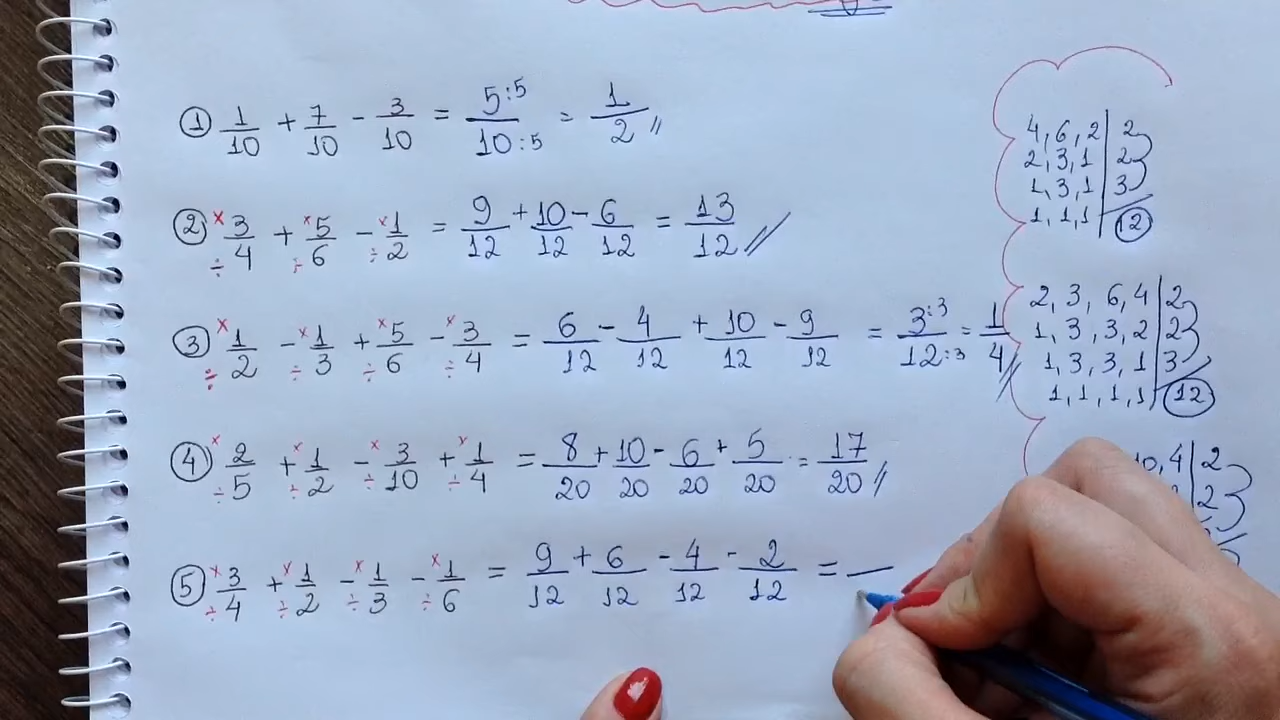 ① 1/10 + 7/10 - 3/10 = 5:5/10:5 = 1/2 //
② × 3/4 ÷ + × 5/6 ÷ - × 1/2 ÷ = 9/12 + 10/12 - 6/12 = 13/12 //
③ × 1/2 ÷ - × 1/3 ÷ + × 5/6 ÷ - × 3/4 ÷ = 6/12 - 4/12 + 10/12 - 9/12 = 3:3/12:3 = 1/4 //
④ × 2/5 ÷ + × 1/2 ÷ - × 3/10 ÷ + × 1/4 ÷ = 8/20 + 10/20 - 6/20 + 5/20 = 17/20 //
⑤ × 3/4 ÷ + × 1/2 ÷ - × 1/3 ÷ - × 1/6 ÷ = 9/12 + 6/12 - 4/12 - 2/12 =
4, 6, 2 | 2
2, 3, 1 | 2
1, 3, 1 | 3
1, 1, 1 | 12
2, 3, 6, 4 | 2
1, 3, 3, 2 | 2
1, 3, 3, 1 | 3
1, 1, 1, 1 | 12
10, 4 | 2
2